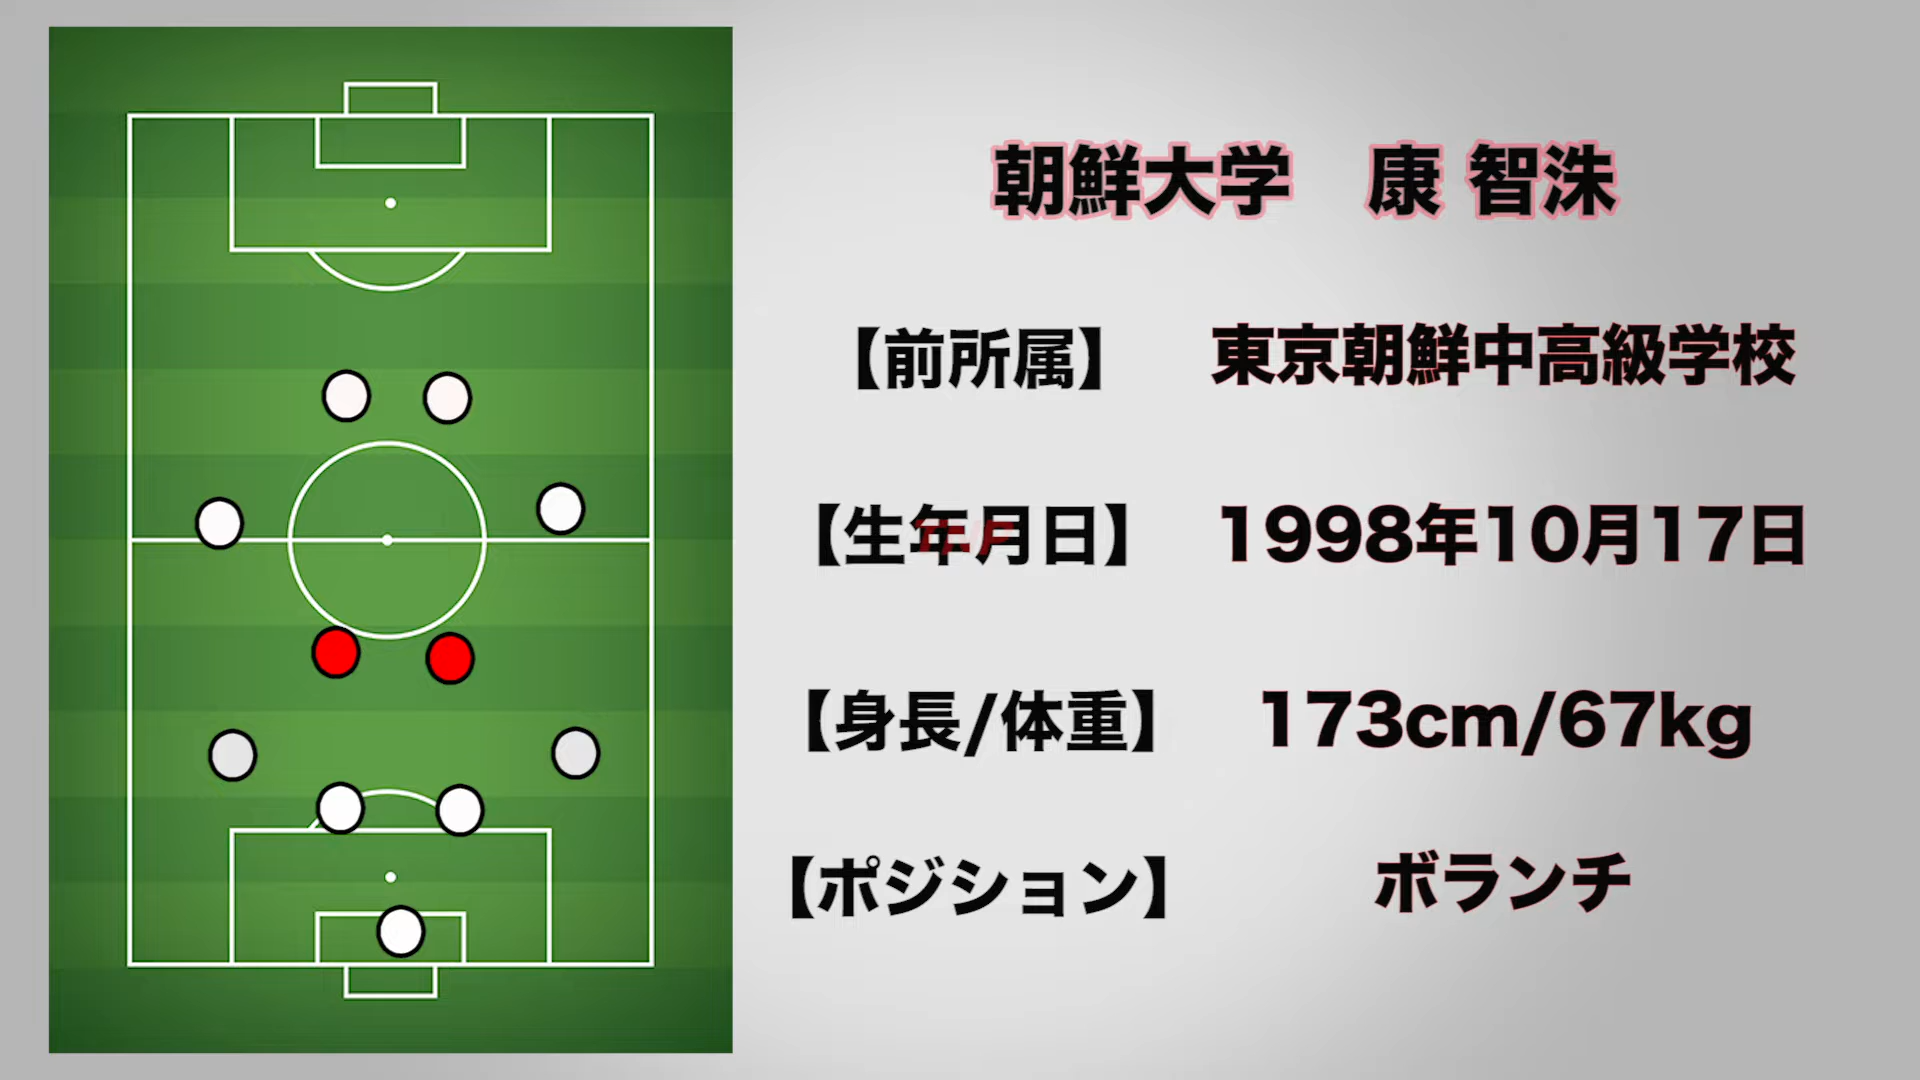 朝鮮大学　康 智洙
【前所属】　東京朝鮮中高級学校
【生年月日】　1998年10月17日
【身長/体重】　173cm/67kg
【ポジション】　ボランチ